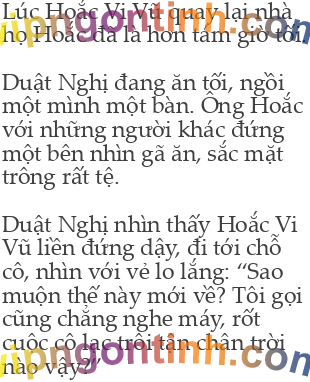 Lúc Hoắc Vi Vũ quay lại nhà
họ Hoắc đã là hơn tám giờ tối.
Duật Nghị đang ăn tối, ngồi
một mình một bàn. Ông Hoắc
với những người khác đứng
một bên nhìn gã ăn, sắc mặt
trông rất tệ.
Duật Nghị nhìn thấy Hoắc Vi
Vũ liền đứng dậy, đi tới chỗ
cô, nhìn với vẻ lo lắng: “Sao
muộn thế này mới về? Tôi gọi
cũng chẳng nghe máy, rốt
cuộc cô lạc trôi tận chân trời
nào vậy?”
vipngontinh.com
vipngontinh.com